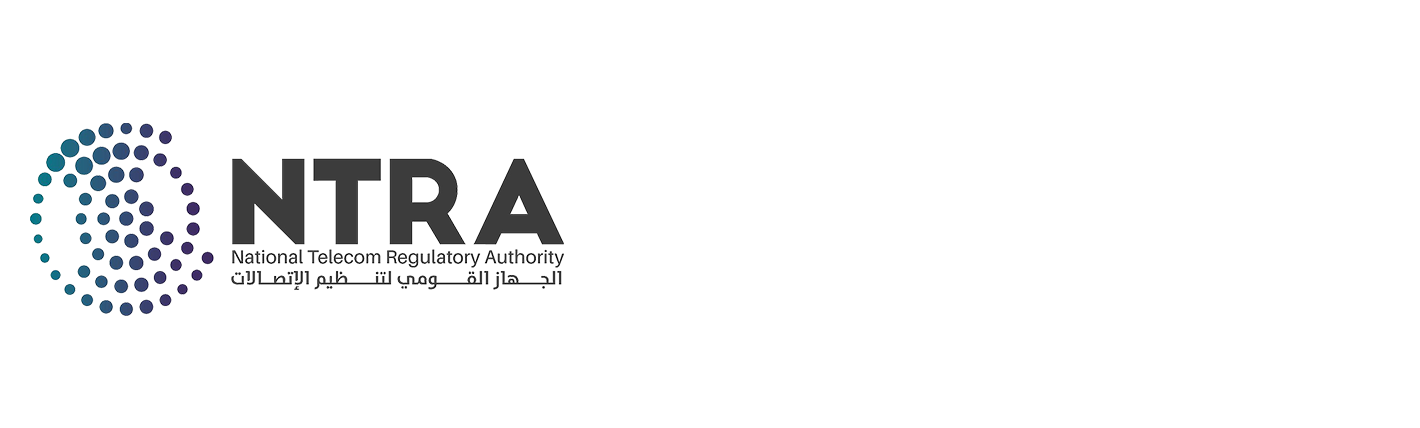 NTRA
National Telecom Regulatory Authority
الجهاز القومي لتنظيم الإتصالات